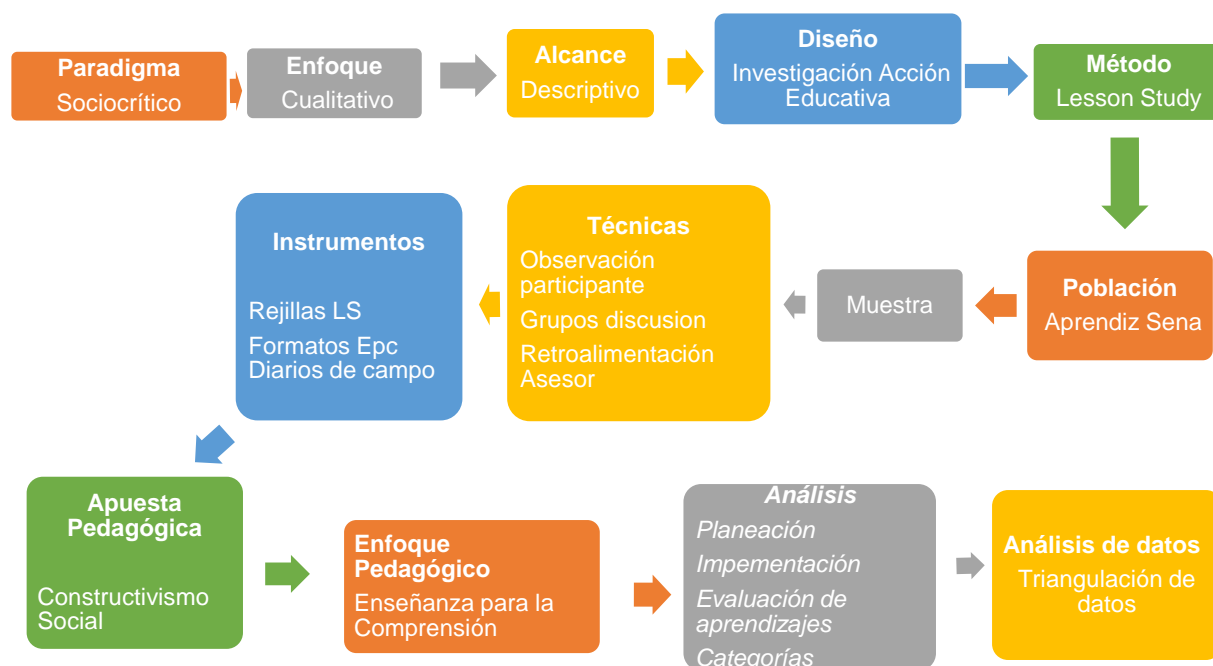 Paradigma
Sociocrítico
Enfoque
Cualitativo
Alcance
Descriptivo
Diseño
Investigación Acción
Educativa
Método
Lesson Study
Población
Aprendiz Sena
Muestra
Técnicas
Observación
participante
Grupos discusion
Retroalimentación
Asesor
Instrumentos
Rejillas LS
Formatos Epc
Diarios de campo
Apuesta
Pedagógica
Constructivismo
Social
Enfoque
Pedagógico
Enseñanza para la
Comprensión
Análisis
Planeación
Impementación
Evaluación de
aprendizajes
Categorías
Análisis de datos
Triangulación de
datos